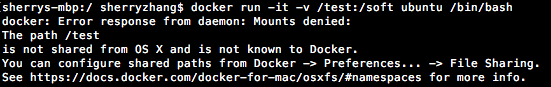 sherrys-mbp:/ sherryzhang$ docker run -it -v /test:/soft ubuntu /bin/bash
docker: Error response from daemon: Mounts denied:
The path /test
is not shared from OS X and is not known to Docker.
You can configure shared paths from Docker -> Preferences... -> File Sharing.
See https://docs.docker.com/docker-for-mac/osxfs/#namespaces for more info.